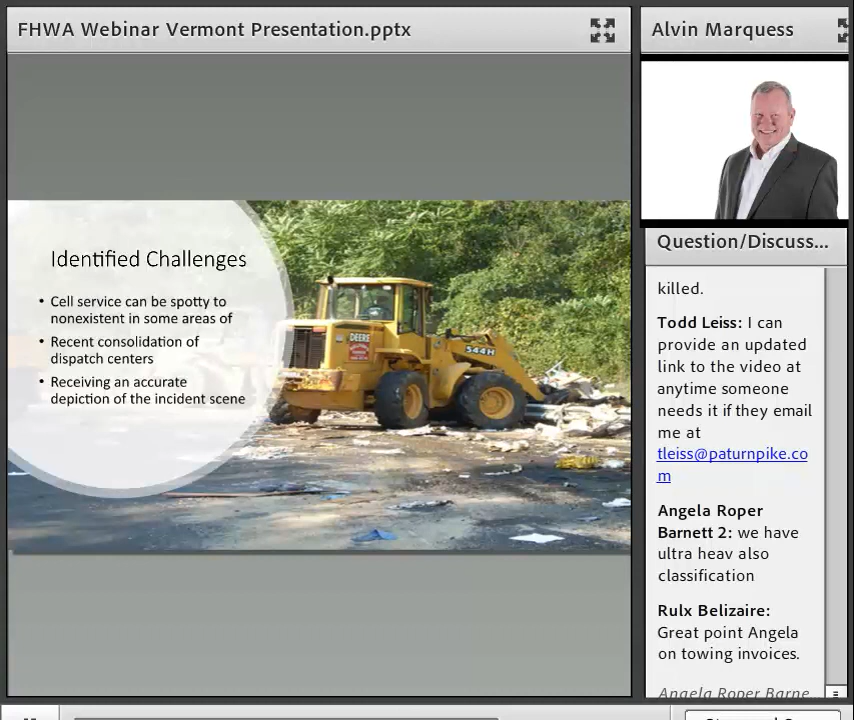 FHWA Webinar Vermont Presentation.pptx
Identified Challenges
• Cell service can be spotty to
nonexistent in some areas of
• Recent consolidation of
dispatch centers
• Receiving an accurate
depiction of the incident scene
DEERE
544H
Alvin Marquess
Question/Discuss...
killed.
Todd Leiss: I can
provide an updated
link to the video at
anytime someone
needs it if they email
me at
tleiss@paturnpike.co
m
Angela Roper
Barnett 2: we have
ultra heav also
classification
Rulx Belizaire:
Great point Angela
on towing invoices.
Angela Roper Barne